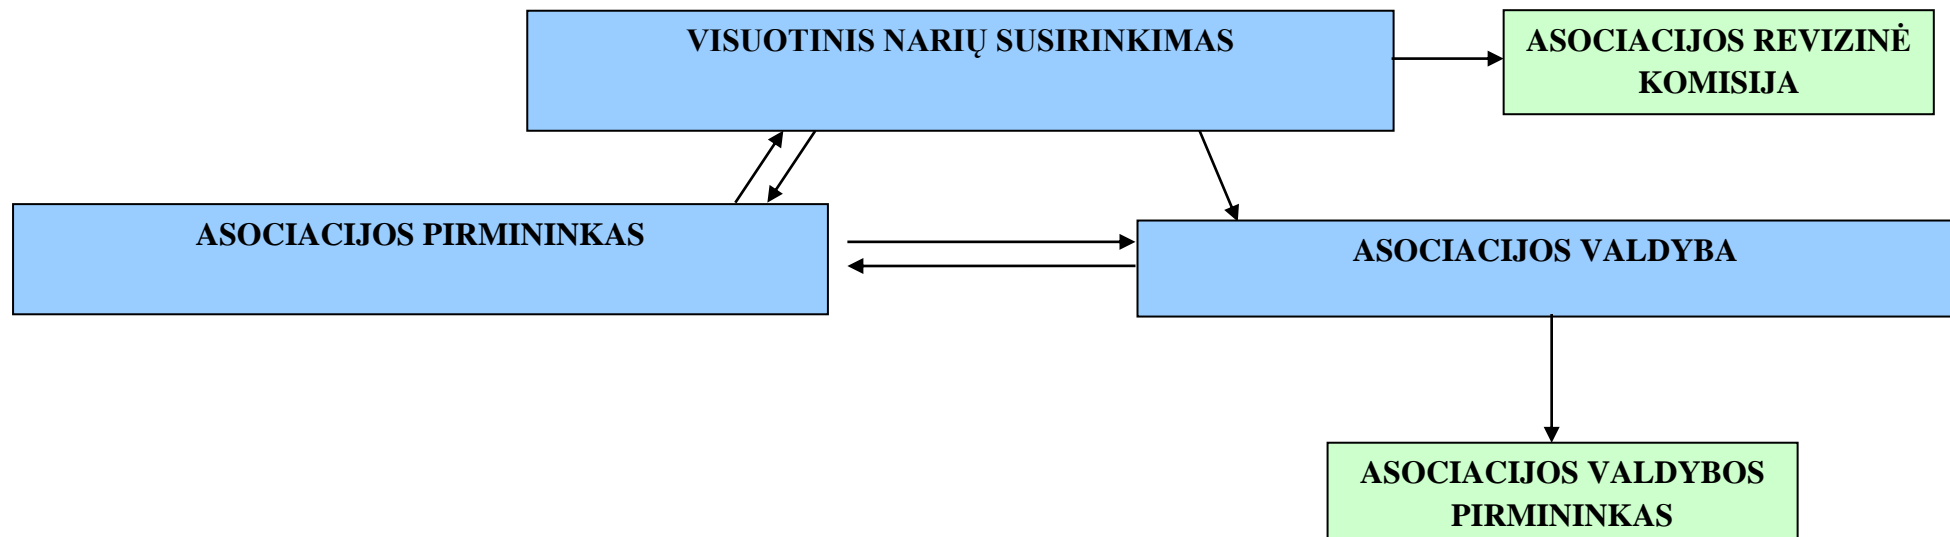 VISUOTINIS NARIŲ SUSIRINKIMAS
ASOCIACIJOS REVIZINĖ
KOMISIJA
ASOCIACIJOS PIRMININKAS
ASOCIACIJOS VALDYBA
ASOCIACIJOS VALDYBOS
PIRMININKAS